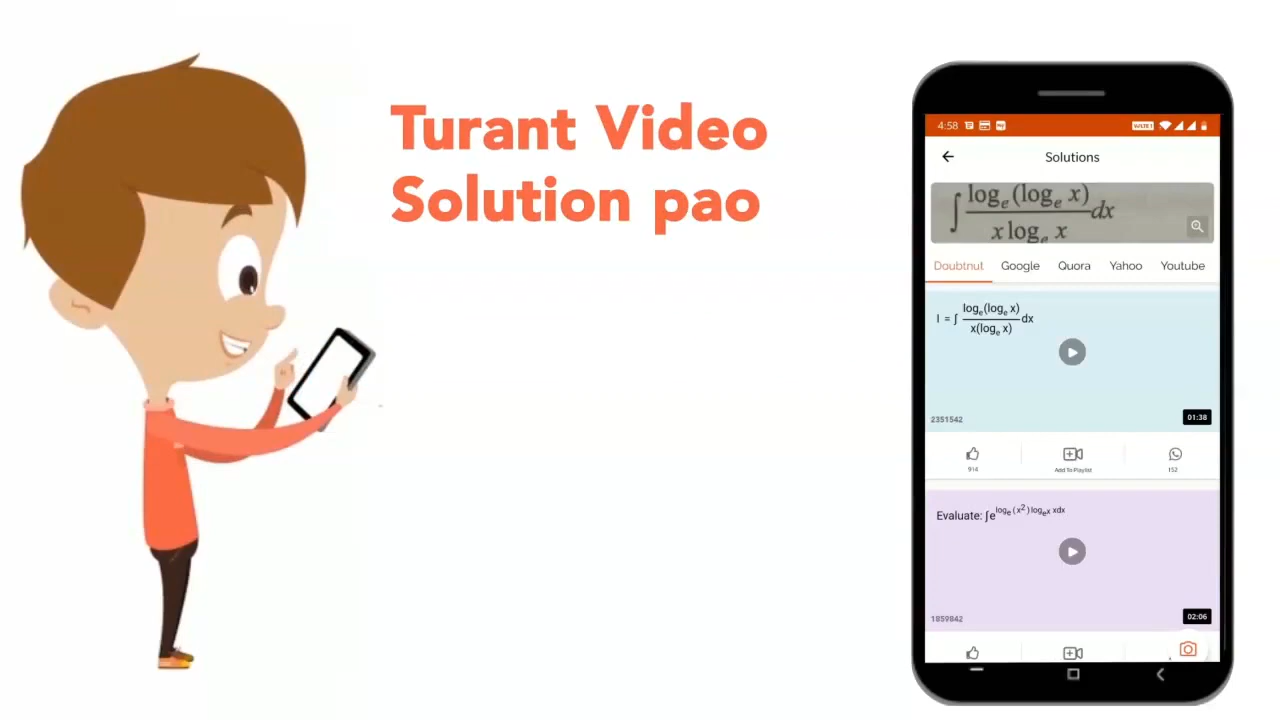 Turant Video
Solution pao
4:58
VoLTE1
Solutions
∫ logₑ(logₑ x) / x logₑ x dx
Doubtnut Google Quora Yahoo Youtube
I = ∫ logₑ(logₑ x) / x(logₑ x) dx
2351542 01:38
914 Add To Playlist 152
Evaluate: ∫e^logₑ(x²)logₑx xdx
1859842 02:06